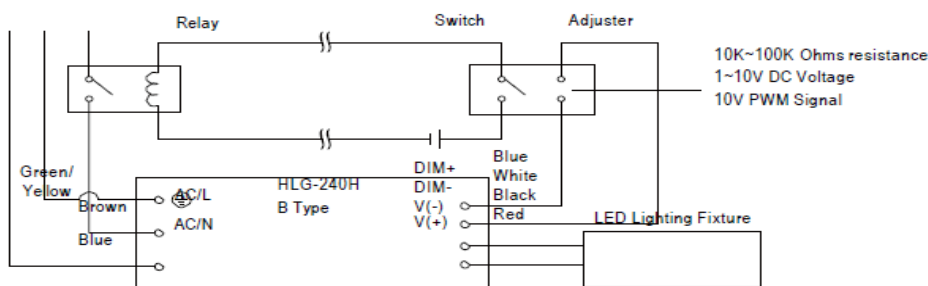 Relay
Switch
Adjuster
10K~100K Ohms resistance
1~10V DC Voltage
10V PWM Signal
Green/
Yellow
Brown
Blue
AC/L
AC/N
HLG-240H
B Type
DIM+
DIM-
V(-)
V(+)
Blue
White
Black
Red
LED Lighting Fixture